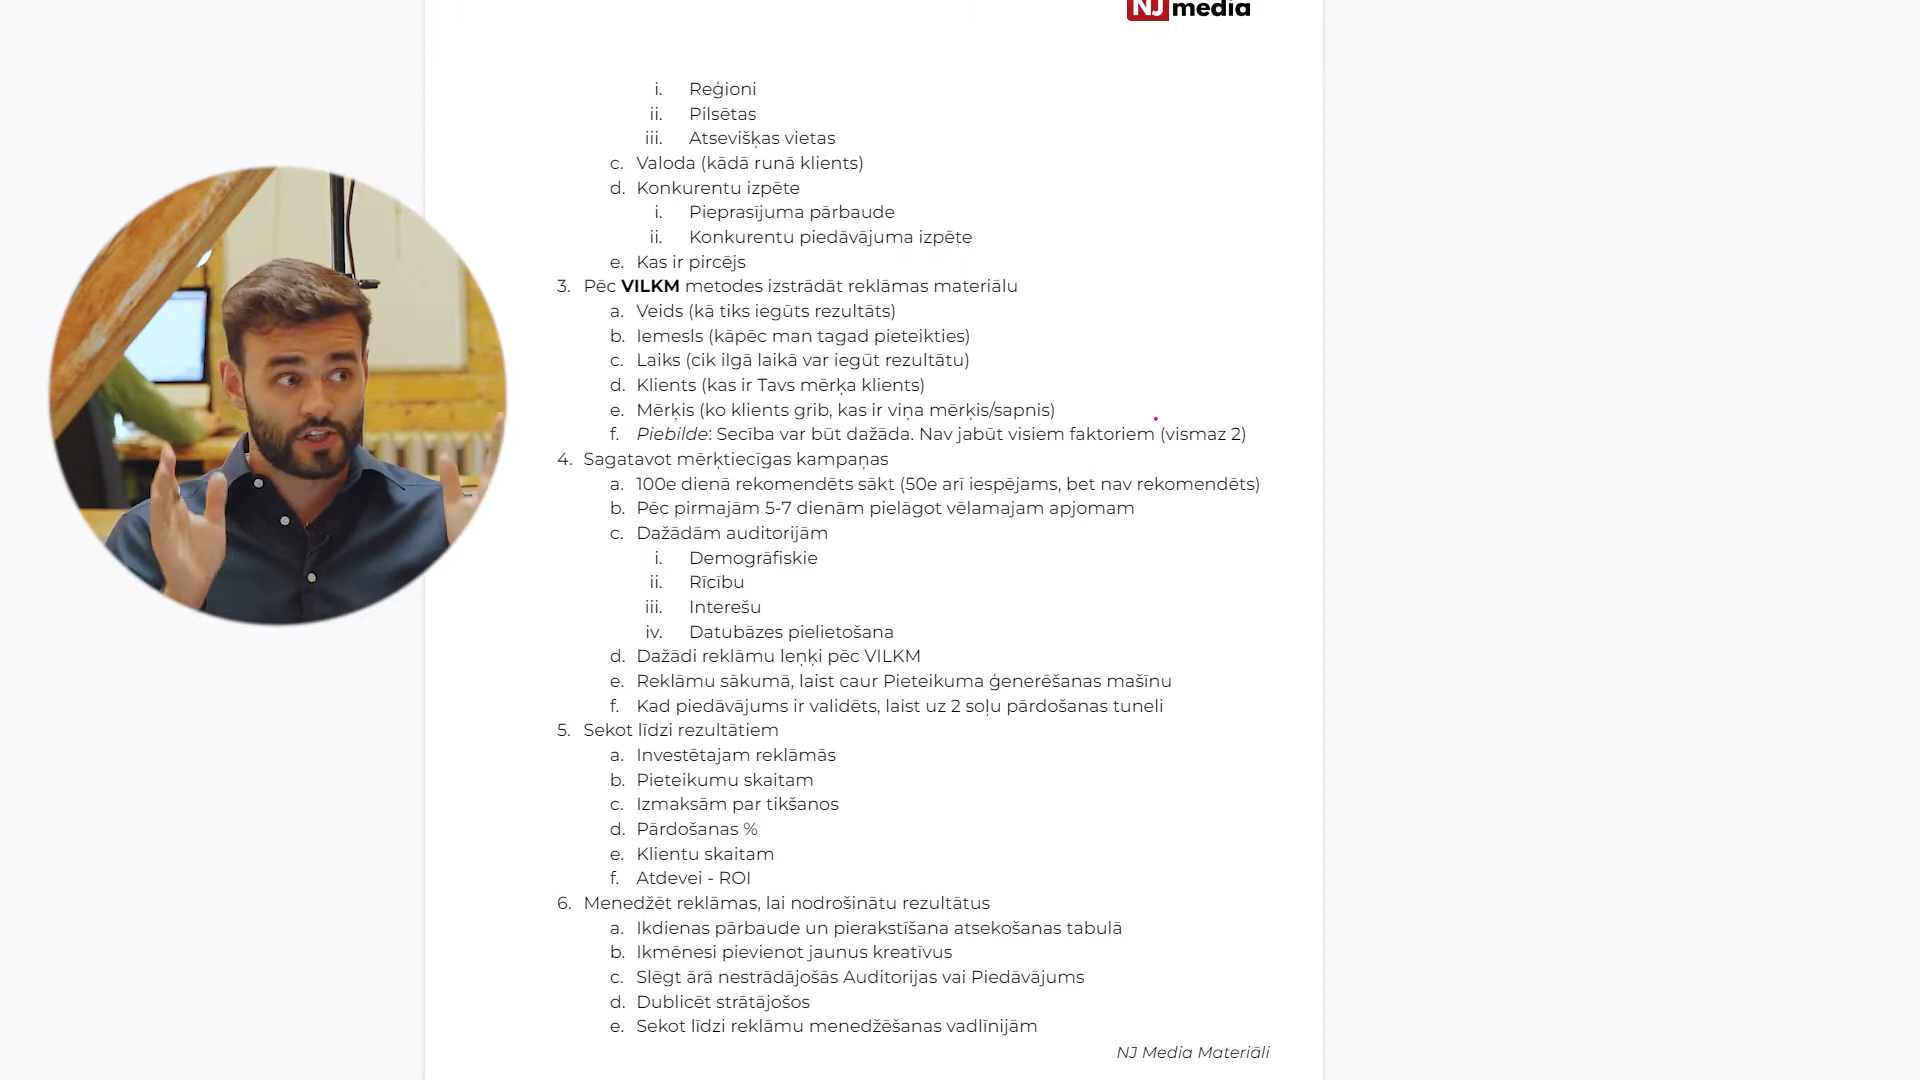 NJ media
i. Reģioni
ii. Pilsētas
iii. Atsevišķas vietas
c. Valoda (kādā runā klients)
d. Konkurentu izpēte
i. Pieprasījuma pārbaude
ii. Konkurentu piedāvājuma izpēte
e. Kas ir pircējs
3. Pēc VILKM metodes izstrādāt reklāmas materiālu
a. Veids (kā tiks iegūts rezultāts)
b. Iemesls (kāpēc man tagad pieteikties)
c. Laiks (cik ilgā laikā var iegūt rezultātu)
d. Klients (kas ir Tavs mērķa klients)
e. Mērķis (ko klients grib, kas ir viņa mērķis/sapnis)
f. Piebilde: Secība var būt dažāda. Nav jabūt visiem faktoriem (vismaz 2)
4. Sagatavot mērķtiecīgas kampaņas
a. 100e dienā rekomendēts sākt (50e arī iespējams, bet nav rekomendēts)
b. Pēc pirmajām 5-7 dienām pielāgot vēlamajam apjomam
c. Dažādām auditorijām
i. Demogrāfiskie
ii. Rīcību
iii. Interešu
iv. Datubāzes pielietošana
d. Dažādi reklāmu leņķi pēc VILKM
e. Reklāmu sākumā, laist caur Pieteikuma ģenerēšanas mašīnu
f. Kad piedāvājums ir validēts, laist uz 2 soļu pārdošanas tuneli
5. Sekot līdzi rezultātiem
a. Investētajam reklāmās
b. Pieteikumu skaitam
c. Izmaksām par tikšanos
d. Pārdošanas %
e. Klientu skaitam
f. Atdevei - ROI
6. Menedžēt reklāmas, lai nodrošinātu rezultātus
a. Ikdienas pārbaude un pierakstīšana atsekošanas tabulā
b. Ikmēnesi pievienot jaunus kreatīvus
c. Slēgt ārā nestrādājošās Auditorijas vai Piedāvājums
d. Dublicēt strātājošos
e. Sekot līdzi reklāmu menedžēšanas vadlīnijām
NJ Media Materiāli